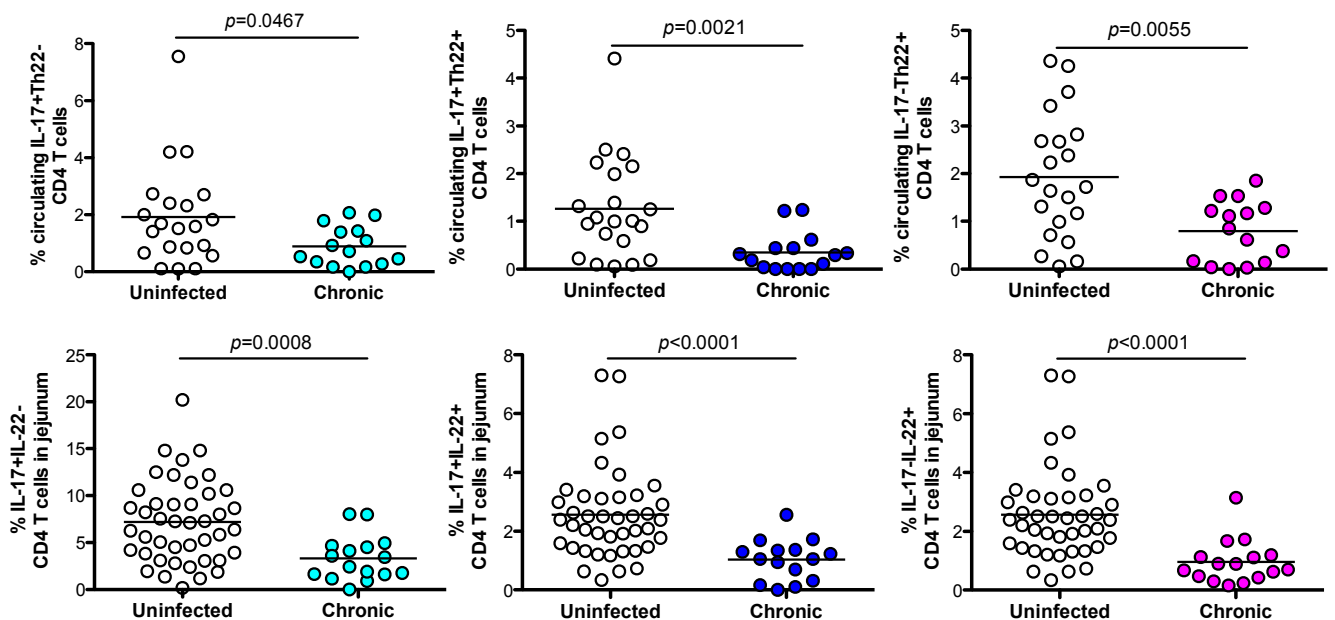 p=0.0467
% circulating IL-17+Th22-
CD4 T cells
8
6
4
2
0
Uninfected
Chronic
p=0.0021
% circulating IL-17+Th22+
CD4 T cells
5
4
3
2
1
0
Uninfected
Chronic
p=0.0055
% circulating IL-17-Th22+
CD4 T cells
5
4
3
2
1
0
Uninfected
Chronic
p=0.0008
% IL-17+IL-22-
CD4 T cells in jejunum
25
20
15
10
5
0
Uninfected
Chronic
p<0.0001
% IL-17+IL-22+
CD4 T cells in jejunum
8
6
4
2
0
Uninfected
Chronic
p<0.0001
% IL-17-IL-22+
CD4 T cells in jejunum
8
6
4
2
0
Uninfected
Chronic